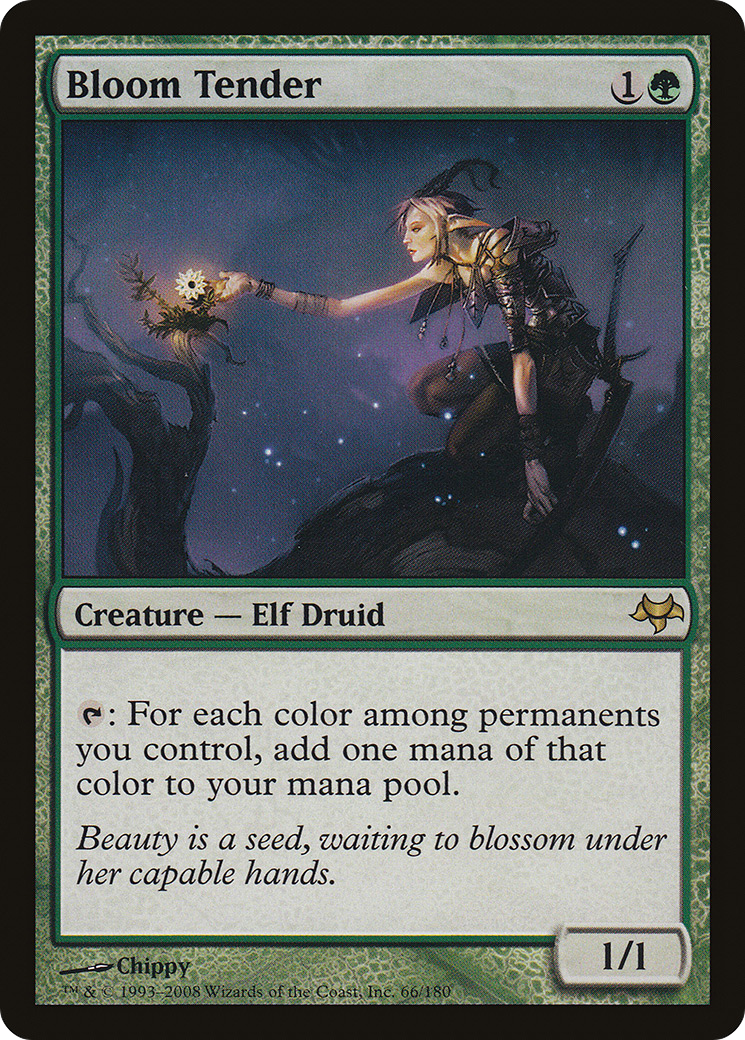 Bloom Tender 1
Creature — Elf Druid
: For each color among permanents
you control, add one mana of that
color to your mana pool.
Beauty is a seed, waiting to blossom under
her capable hands.
1/1
Chippy
™ & © 1993–2008 Wizards of the Coast, Inc. 66/180